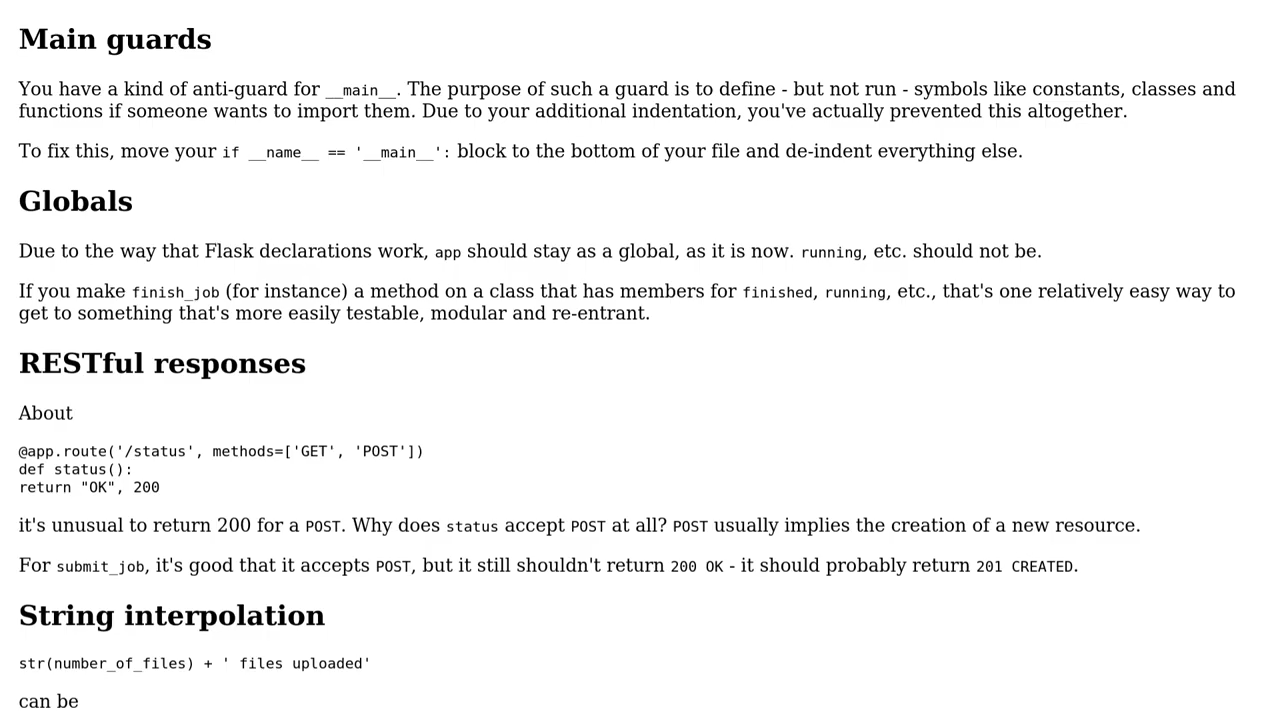 Main guards
You have a kind of anti-guard for __main__. The purpose of such a guard is to define - but not run - symbols like constants, classes and
functions if someone wants to import them. Due to your additional indentation, you've actually prevented this altogether.
To fix this, move your if __name__ == '__main__': block to the bottom of your file and de-indent everything else.
Globals
Due to the way that Flask declarations work, app should stay as a global, as it is now. running, etc. should not be.
If you make finish_job (for instance) a method on a class that has members for finished, running, etc., that's one relatively easy way to
get to something that's more easily testable, modular and re-entrant.
RESTful responses
About
@app.route('/status', methods=['GET', 'POST'])
def status():
return "OK", 200
it's unusual to return 200 for a POST. Why does status accept POST at all? POST usually implies the creation of a new resource.
For submit_job, it's good that it accepts POST, but it still shouldn't return 200 OK - it should probably return 201 CREATED.
String interpolation
str(number_of_files) + ' files uploaded'
can be